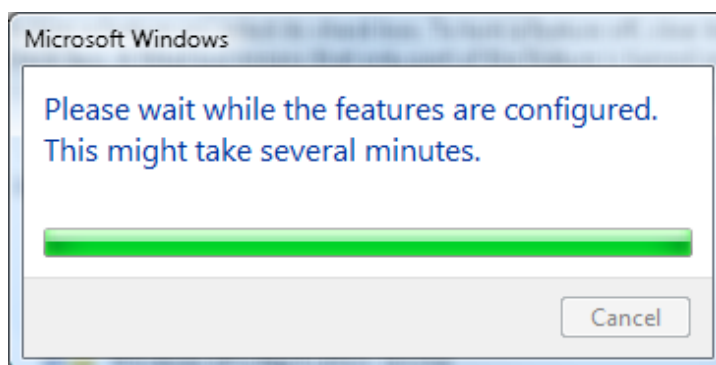 Microsoft Windows
Please wait while the features are configured.
This might take several minutes.
Cancel